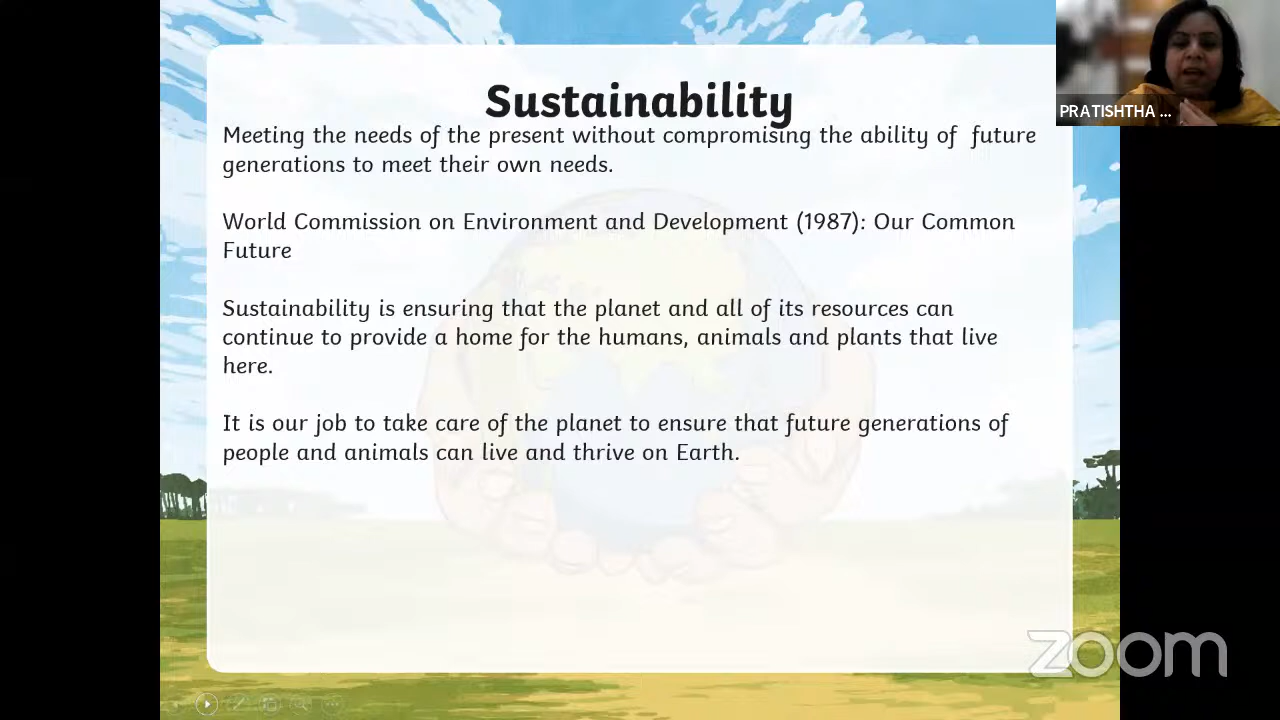 Sustainability
Meeting the needs of the present without compromising the ability of  future
generations to meet their own needs.
World Commission on Environment and Development (1987): Our Common
Future
Sustainability is ensuring that the planet and all of its resources can
continue to provide a home for the humans, animals and plants that live
here.
It is our job to take care of the planet to ensure that future generations of
people and animals can live and thrive on Earth.
PRATISHTHA ...
zoom